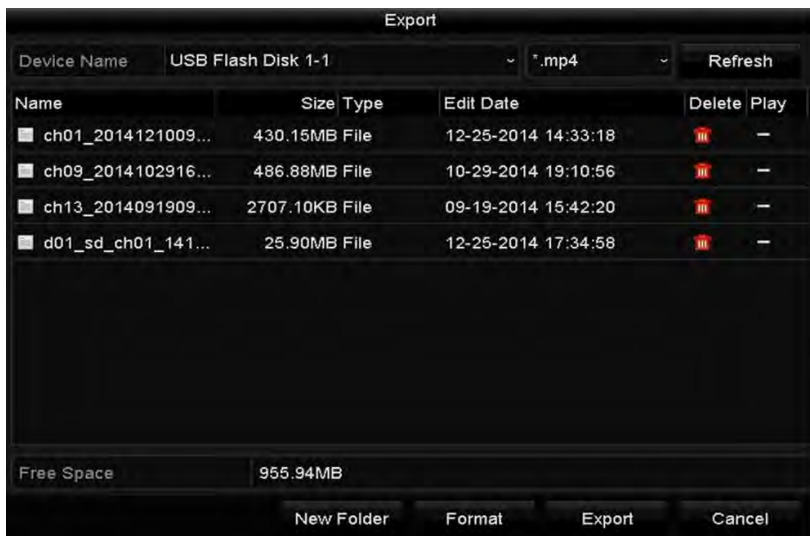 Export
Device Name USB Flash Disk 1-1 *.mp4 Refresh
Name Size Type Edit Date Delete Play
ch01_2014121009... 430.15MB File 12-25-2014 14:33:18 —
ch09_2014102916... 486.88MB File 10-29-2014 19:10:56 —
ch13_2014091909... 2707.10KB File 09-19-2014 15:42:20 —
d01_sd_ch01_141... 25.90MB File 12-25-2014 17:34:58 —
Free Space 955.94MB
New Folder Format Export Cancel